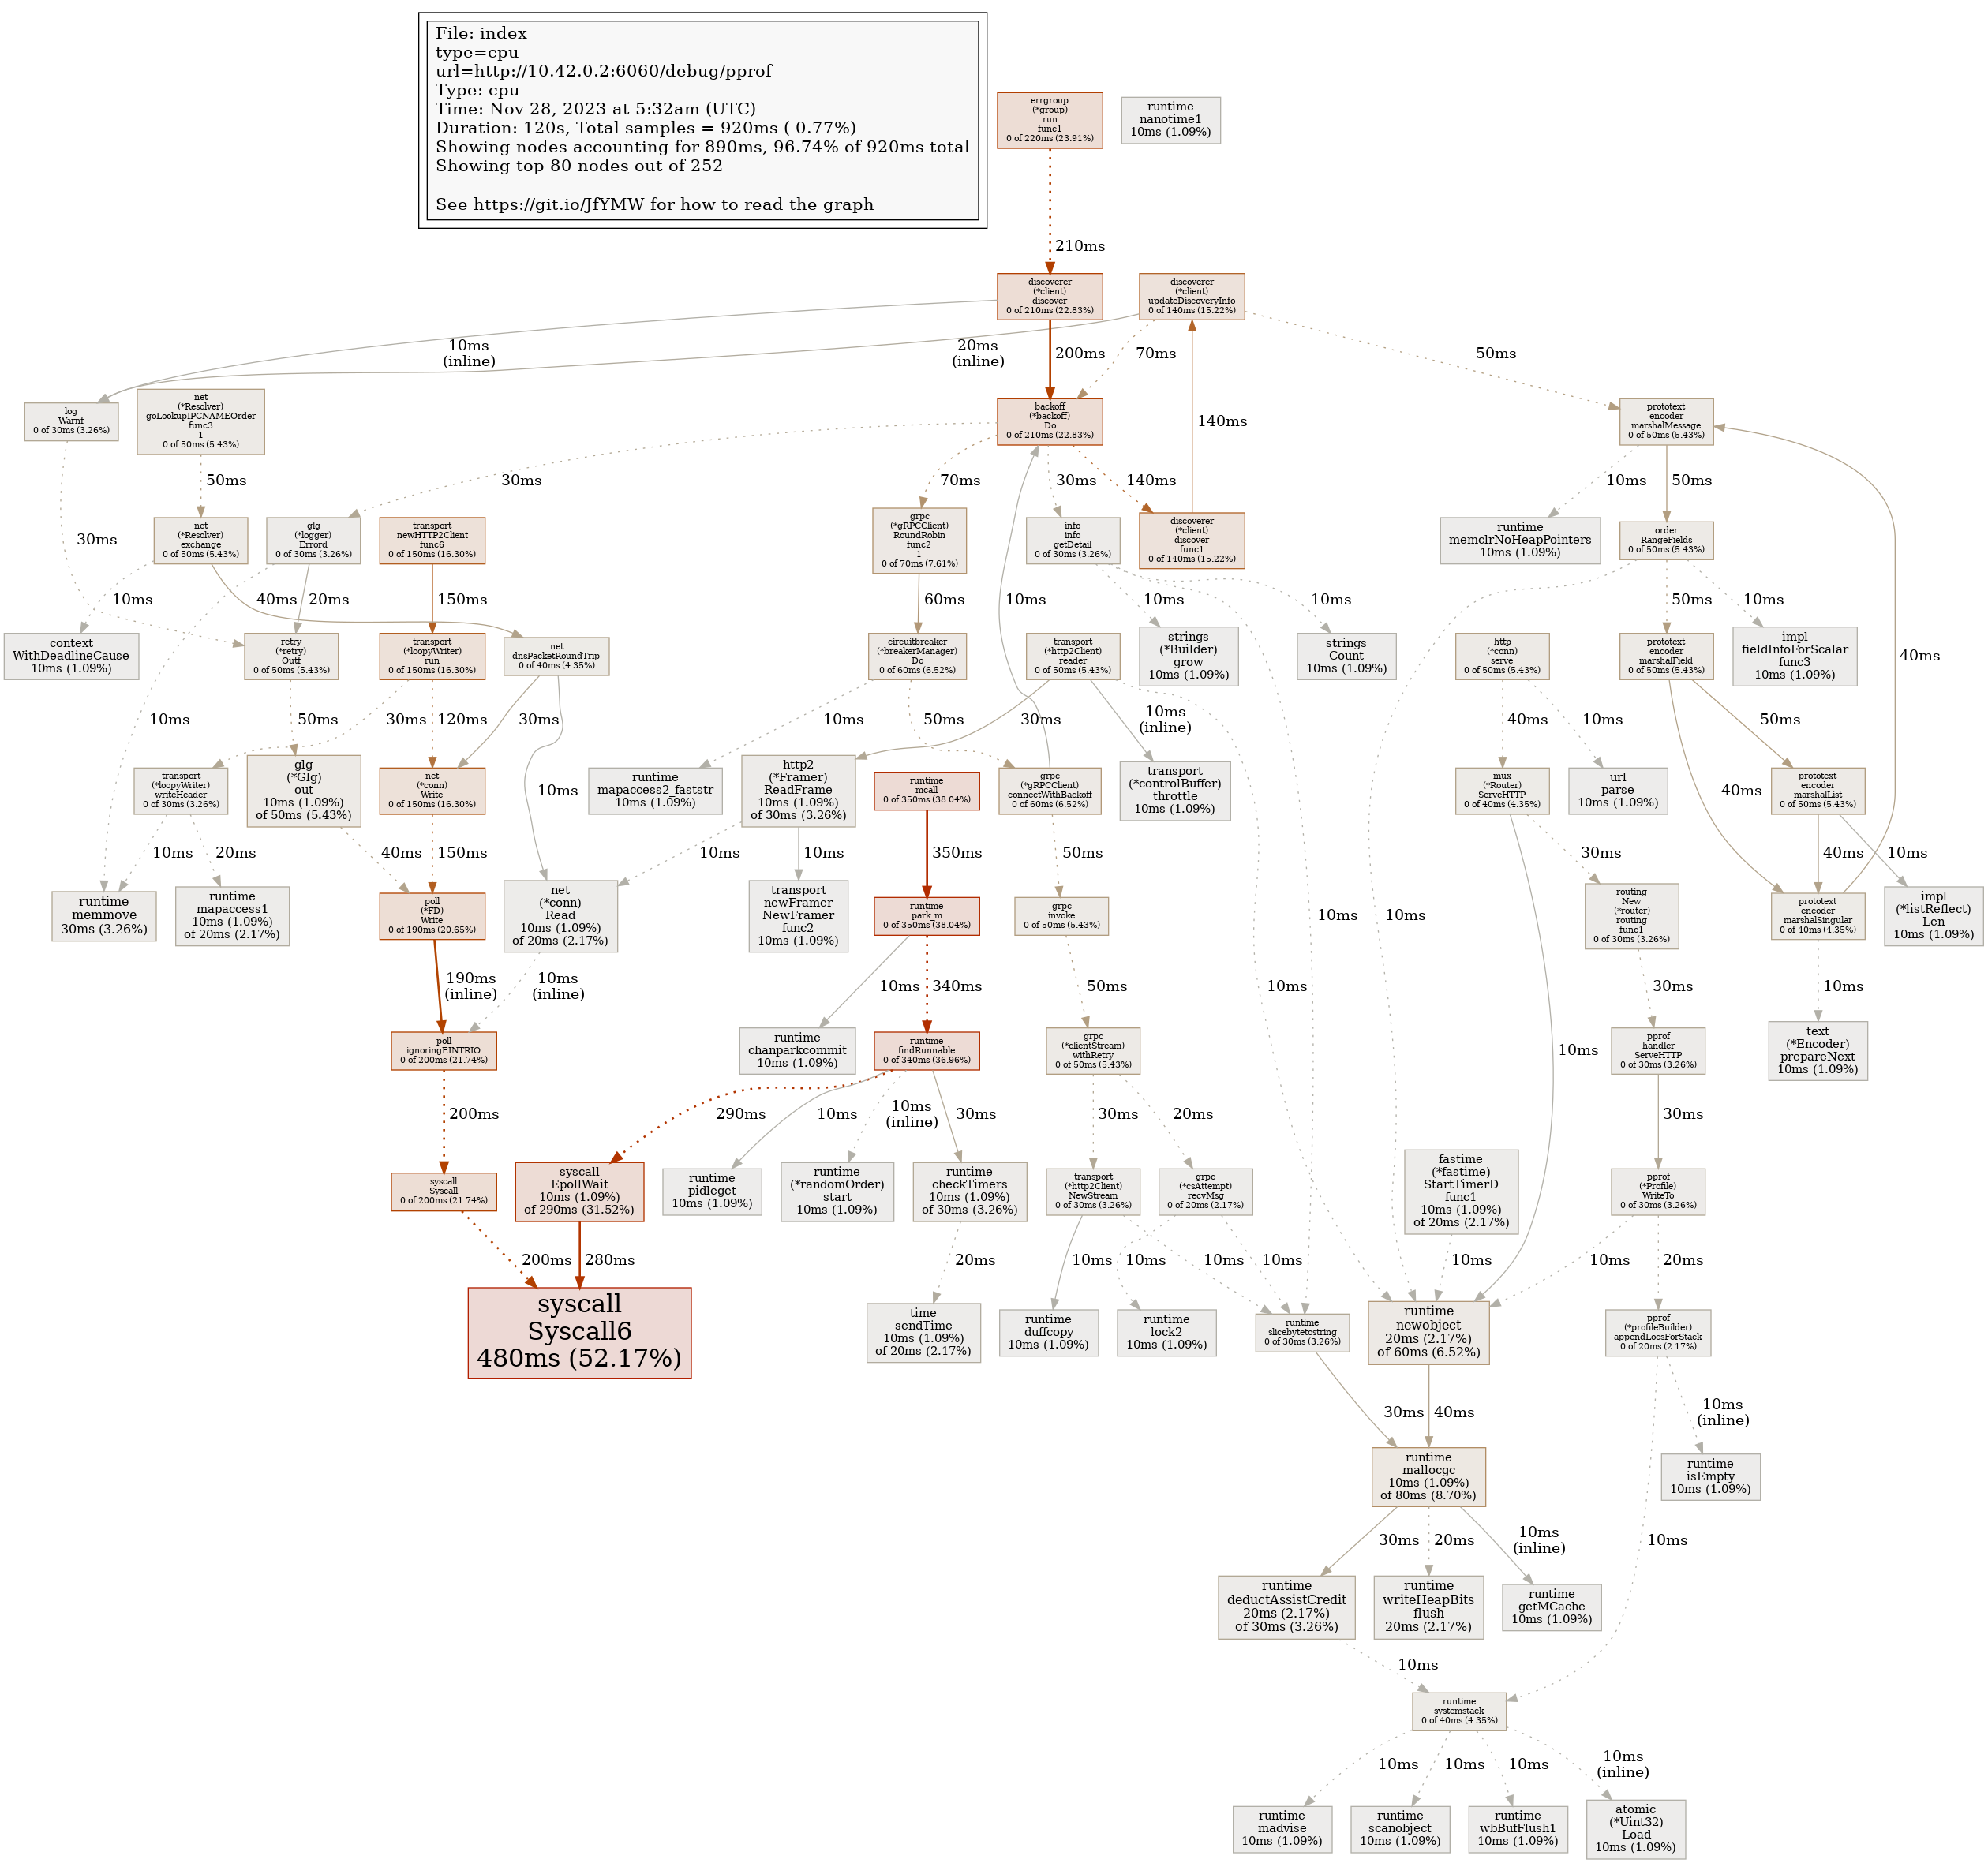 File: index
type=cpu
url=http://10.42.0.2:6060/debug/pprof
Type: cpu
Time: Nov 28, 2023 at 5:32am (UTC)
Duration: 120s, Total samples = 920ms ( 0.77%)
Showing nodes accounting for 890ms, 96.74% of 920ms total
Showing top 80 nodes out of 252
See https://git.io/JfYMW for how to read the graph
errgroup
(*group)
run
func1
0 of 220ms (23.91%)
runtime
nanotime1
10ms (1.09%)
210ms
discoverer
(*client)
discover
0 of 210ms (22.83%)
discoverer
(*client)
updateDiscoveryInfo
0 of 140ms (15.22%)
10ms
(inline)
20ms
(inline)
200ms
70ms
140ms
50ms
log
Warnf
0 of 30ms (3.26%)
net
(*Resolver)
goLookupIPCNAMEOrder
func3
1
0 of 50ms (5.43%)
backoff
(*backoff)
Do
0 of 210ms (22.83%)
prototext
encoder
marshalMessage
0 of 50ms (5.43%)
50ms
30ms
70ms
30ms
140ms
10ms
50ms
net
(*Resolver)
exchange
0 of 50ms (5.43%)
glg
(*logger)
Errord
0 of 30ms (3.26%)
transport
newHTTP2Client
func6
0 of 150ms (16.30%)
grpc
(*gRPCClient)
RoundRobin
func2
1
0 of 70ms (7.61%)
info
info
getDetail
0 of 30ms (3.26%)
discoverer
(*client)
discover
func1
0 of 140ms (15.22%)
runtime
memclrNoHeapPointers
10ms (1.09%)
order
RangeFields
0 of 50ms (5.43%)
30ms
10ms
40ms
20ms
150ms
60ms
10ms
10ms
10ms
10ms
50ms
10ms
40ms
context
WithDeadlineCause
10ms (1.09%)
retry
(*retry)
Outf
0 of 50ms (5.43%)
transport
(*loopyWriter)
run
0 of 150ms (16.30%)
net
dnsPacketRoundTrip
0 of 40ms (4.35%)
circuitbreaker
(*breakerManager)
Do
0 of 60ms (6.52%)
transport
(*http2Client)
reader
0 of 50ms (5.43%)
strings
(*Builder)
grow
10ms (1.09%)
strings
Count
10ms (1.09%)
http
(*conn)
serve
0 of 50ms (5.43%)
prototext
encoder
marshalField
0 of 50ms (5.43%)
impl
fieldInfoForScalar
func3
10ms (1.09%)
10ms
50ms
30ms
120ms
30ms
10ms
50ms
30ms
10ms
(inline)
40ms
10ms
50ms
transport
(*loopyWriter)
writeHeader
0 of 30ms (3.26%)
glg
(*Glg)
out
10ms (1.09%)
of 50ms (5.43%)
net
(*conn)
Write
0 of 150ms (16.30%)
10ms
runtime
mapaccess2_faststr
10ms (1.09%)
http2
(*Framer)
ReadFrame
10ms (1.09%)
of 30ms (3.26%)
runtime
mcall
0 of 350ms (38.04%)
grpc
(*gRPCClient)
connectWithBackoff
0 of 60ms (6.52%)
transport
(*controlBuffer)
throttle
10ms (1.09%)
mux
(*Router)
ServeHTTP
0 of 40ms (4.35%)
url
parse
10ms (1.09%)
40ms
prototext
encoder
marshalList
0 of 50ms (5.43%)
10ms
20ms
40ms
150ms
10ms
10ms
350ms
50ms
30ms
40ms
10ms
runtime
memmove
30ms (3.26%)
runtime
mapaccess1
10ms (1.09%)
of 20ms (2.17%)
poll
(*FD)
Write
0 of 190ms (20.65%)
net
(*conn)
Read
10ms (1.09%)
of 20ms (2.17%)
transport
newFramer
NewFramer
func2
10ms (1.09%)
runtime
park_m
0 of 350ms (38.04%)
grpc
invoke
0 of 50ms (5.43%)
10ms
routing
New
(*router)
routing
func1
0 of 30ms (3.26%)
prototext
encoder
marshalSingular
0 of 40ms (4.35%)
impl
(*listReflect)
Len
10ms (1.09%)
190ms
(inline)
10ms
(inline)
10ms
340ms
50ms
10ms
30ms
10ms
poll
ignoringEINTRIO
0 of 200ms (21.74%)
runtime
chanparkcommit
10ms (1.09%)
runtime
findRunnable
0 of 340ms (36.96%)
grpc
(*clientStream)
withRetry
0 of 50ms (5.43%)
10ms
pprof
handler
ServeHTTP
0 of 30ms (3.26%)
text
(*Encoder)
prepareNext
10ms (1.09%)
200ms
290ms
10ms
10ms
(inline)
30ms
30ms
20ms
30ms
syscall
Syscall
0 of 200ms (21.74%)
syscall
EpollWait
10ms (1.09%)
of 290ms (31.52%)
runtime
pidleget
10ms (1.09%)
runtime
(*randomOrder)
start
10ms (1.09%)
runtime
checkTimers
10ms (1.09%)
of 30ms (3.26%)
transport
(*http2Client)
NewStream
0 of 30ms (3.26%)
grpc
(*csAttempt)
recvMsg
0 of 20ms (2.17%)
fastime
(*fastime)
StartTimerD
func1
10ms (1.09%)
of 20ms (2.17%)
pprof
(*Profile)
WriteTo
0 of 30ms (3.26%)
200ms
280ms
20ms
10ms
10ms
10ms
10ms
10ms
10ms
20ms
syscall
Syscall6
480ms (52.17%)
time
sendTime
10ms (1.09%)
of 20ms (2.17%)
runtime
duffcopy
10ms (1.09%)
runtime
lock2
10ms (1.09%)
runtime
slicebytetostring
0 of 30ms (3.26%)
runtime
newobject
20ms (2.17%)
of 60ms (6.52%)
pprof
(*profileBuilder)
appendLocsForStack
0 of 20ms (2.17%)
30ms
40ms
10ms
(inline)
runtime
mallocgc
10ms (1.09%)
of 80ms (8.70%)
runtime
isEmpty
10ms (1.09%)
30ms
20ms
10ms
(inline)
10ms
runtime
deductAssistCredit
20ms (2.17%)
of 30ms (3.26%)
runtime
writeHeapBits
flush
20ms (2.17%)
runtime
getMCache
10ms (1.09%)
10ms
runtime
systemstack
0 of 40ms (4.35%)
10ms
10ms
10ms
10ms
(inline)
runtime
madvise
10ms (1.09%)
runtime
scanobject
10ms (1.09%)
runtime
wbBufFlush1
10ms (1.09%)
atomic
(*Uint32)
Load
10ms (1.09%)